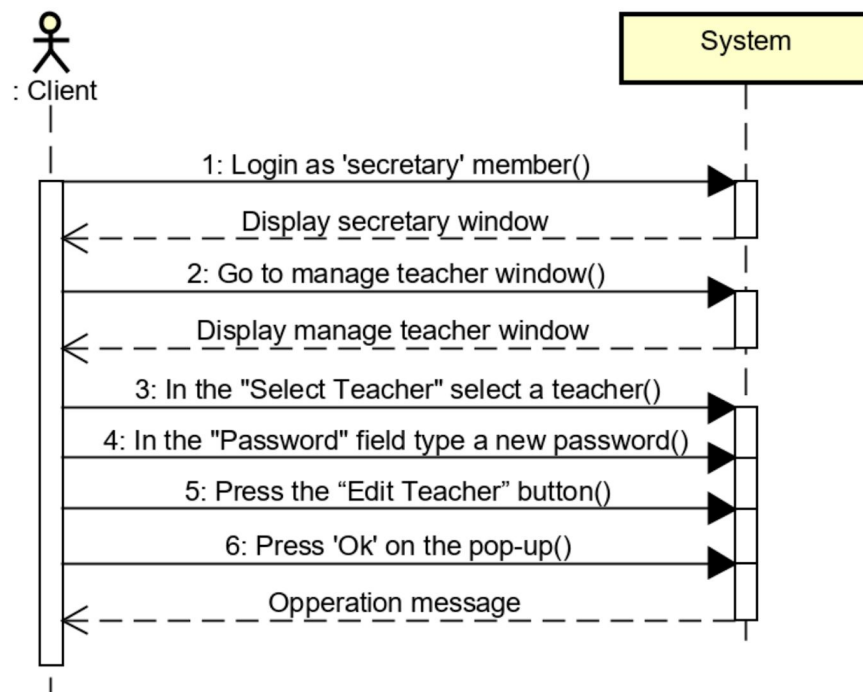 System
: Client
1: Login as 'secretary' member()
Display secretary window
2: Go to manage teacher window()
Display manage teacher window
3: In the "Select Teacher" select a teacher()
4: In the "Password" field type a new password()
5: Press the “Edit Teacher” button()
6: Press 'Ok' on the pop-up()
Opperation message